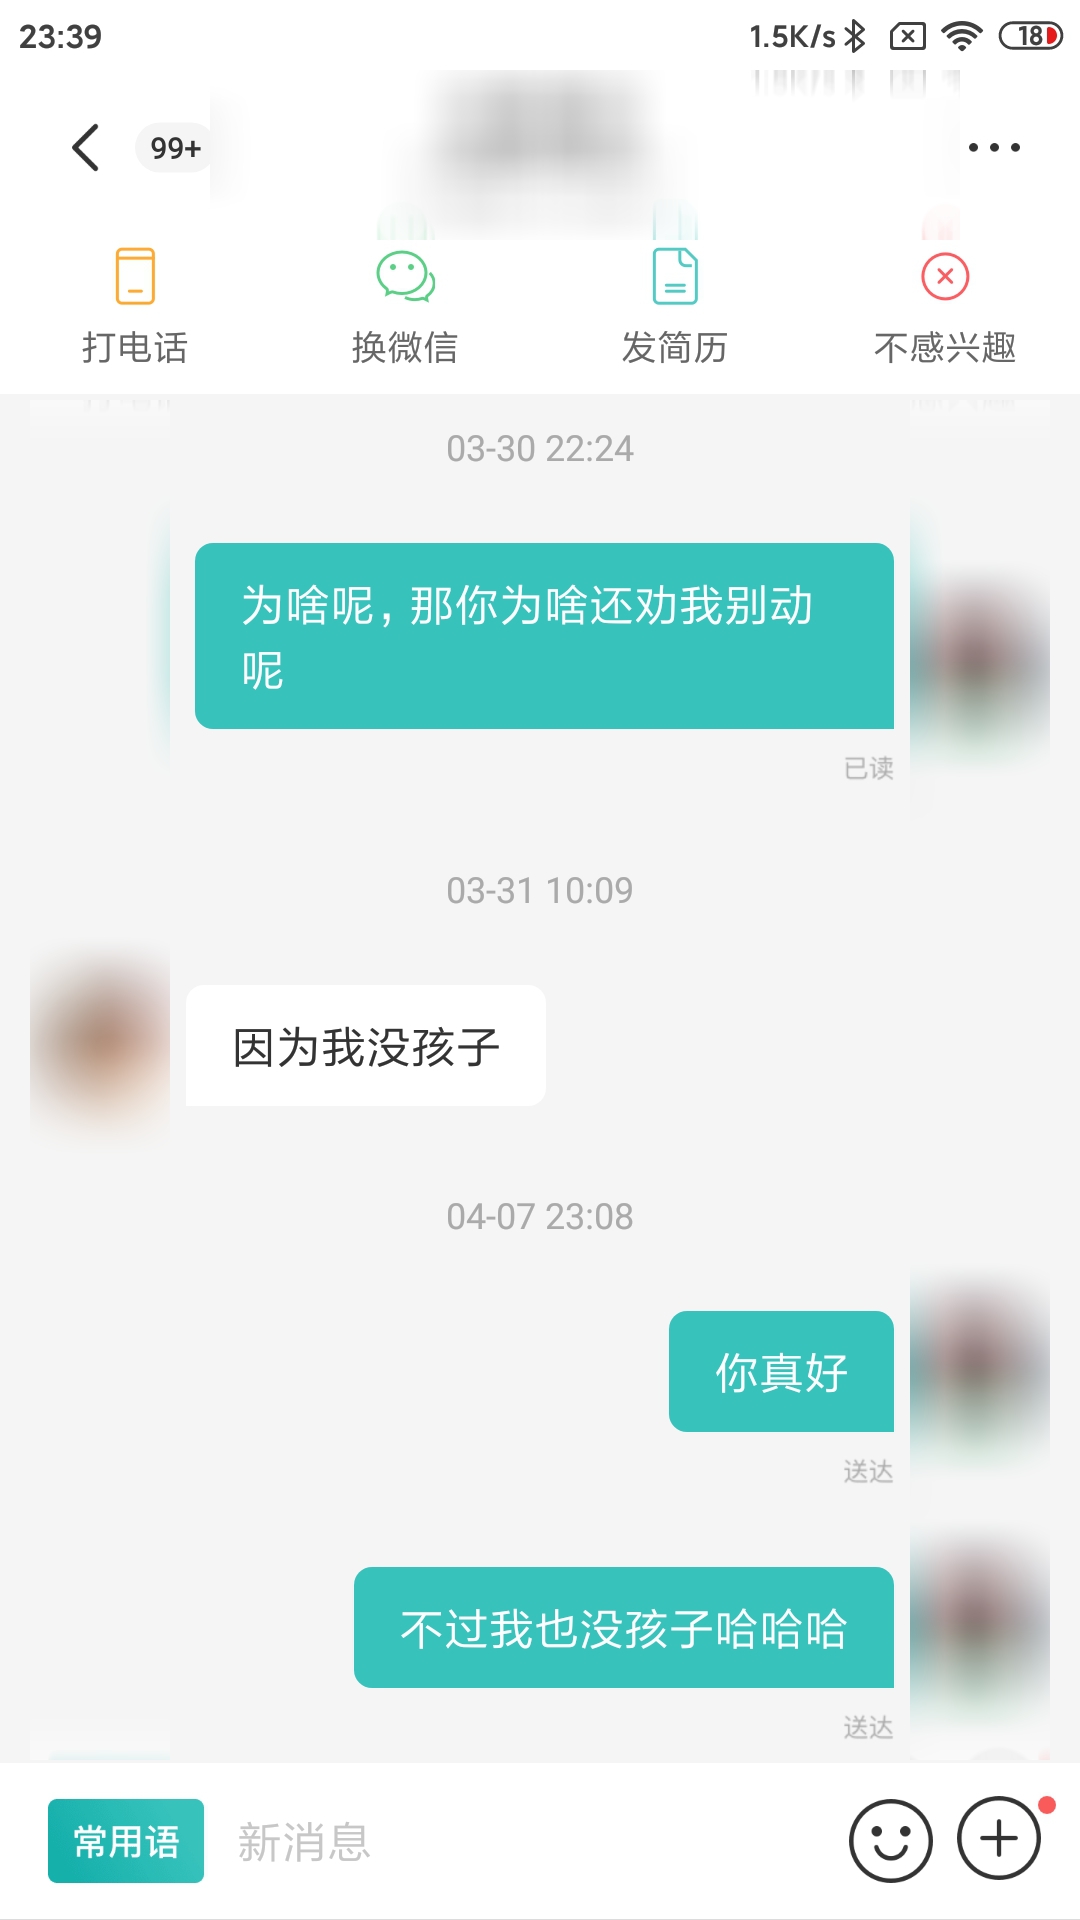 23:39
1.5K/s
18
99+
打电话
换微信
发简历
不感兴趣
03-30 22:24
为啥呢，那你为啥还劝我别动
呢
已读
03-31 10:09
因为我没孩子
04-07 23:08
你真好
送达
不过我也没孩子哈哈哈
送达
常用语
新消息